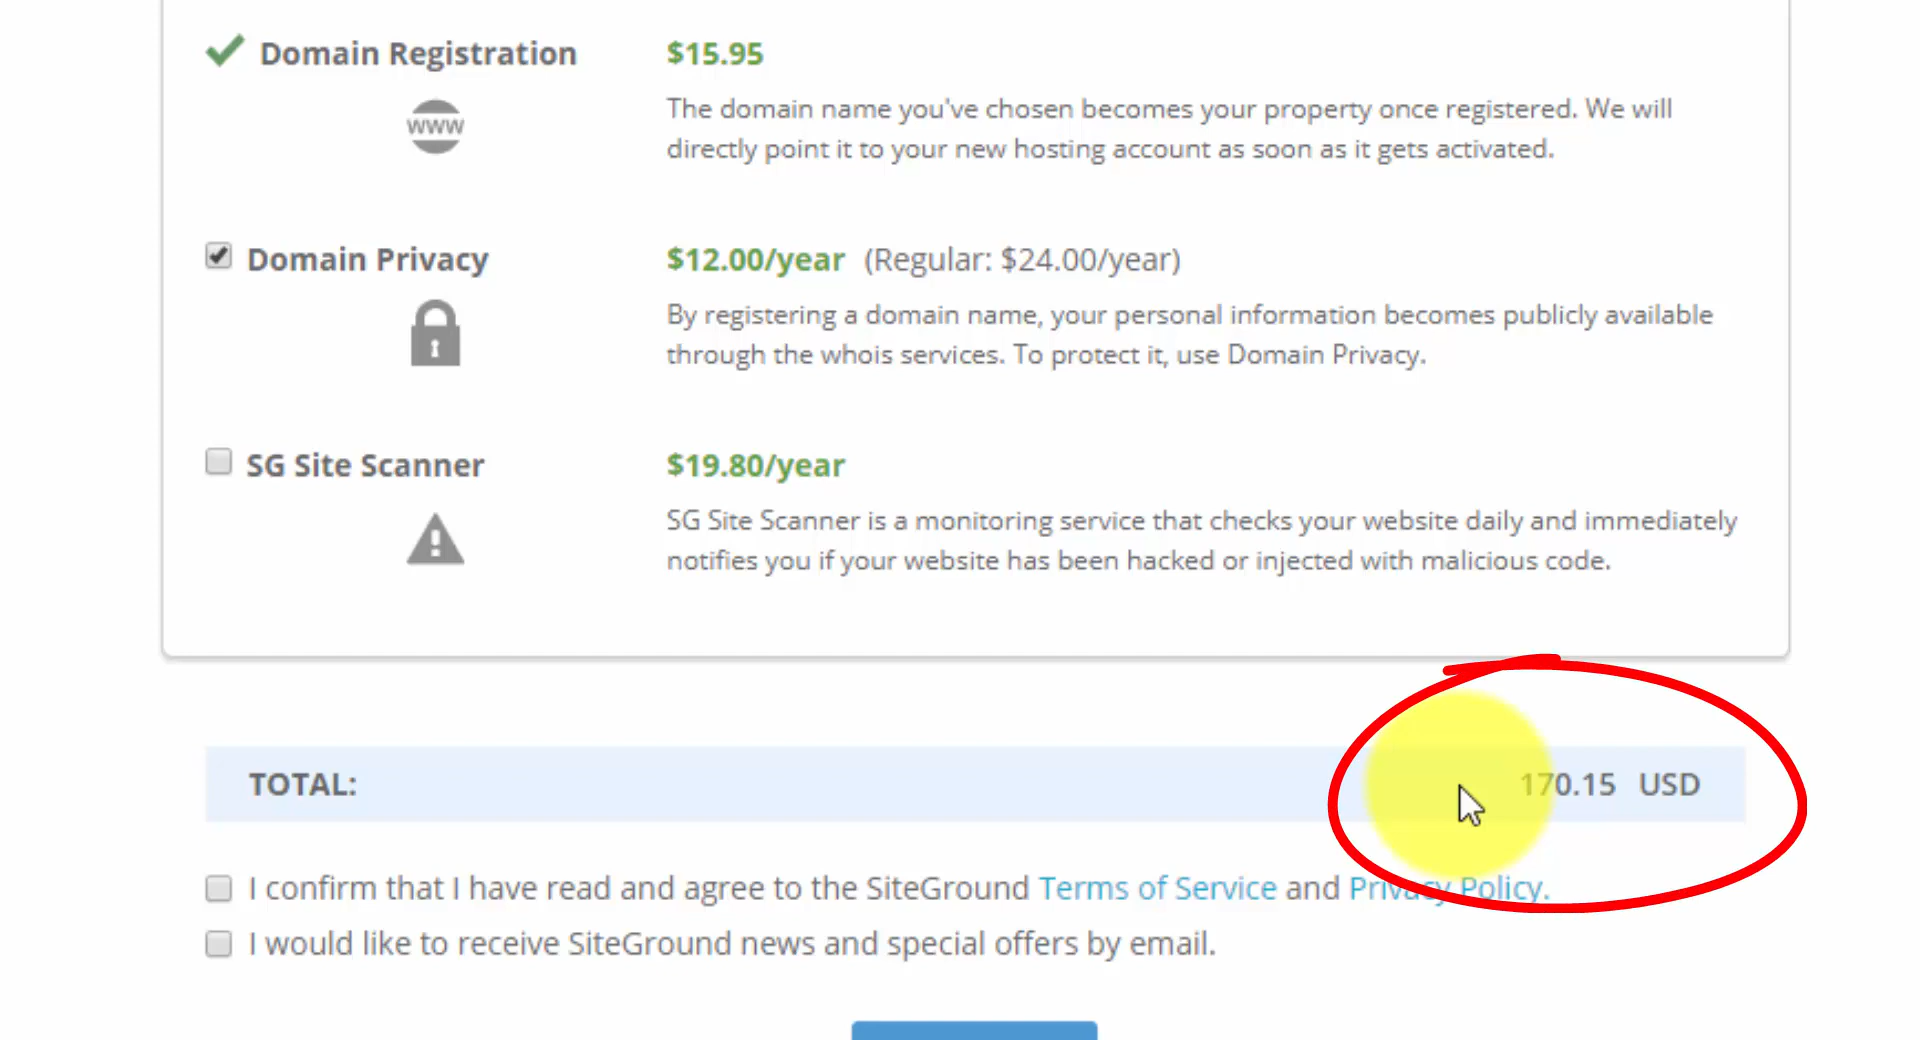 Domain Registration $15.95
www
The domain name you've chosen becomes your property once registered. We will
directly point it to your new hosting account as soon as it gets activated.
Domain Privacy $12.00/year (Regular: $24.00/year)
By registering a domain name, your personal information becomes publicly available
through the whois services. To protect it, use Domain Privacy.
SG Site Scanner $19.80/year
SG Site Scanner is a monitoring service that checks your website daily and immediately
notifies you if your website has been hacked or injected with malicious code.
TOTAL: 170.15 USD
I confirm that I have read and agree to the SiteGround Terms of Service and Privacy Policy.
I would like to receive SiteGround news and special offers by email.